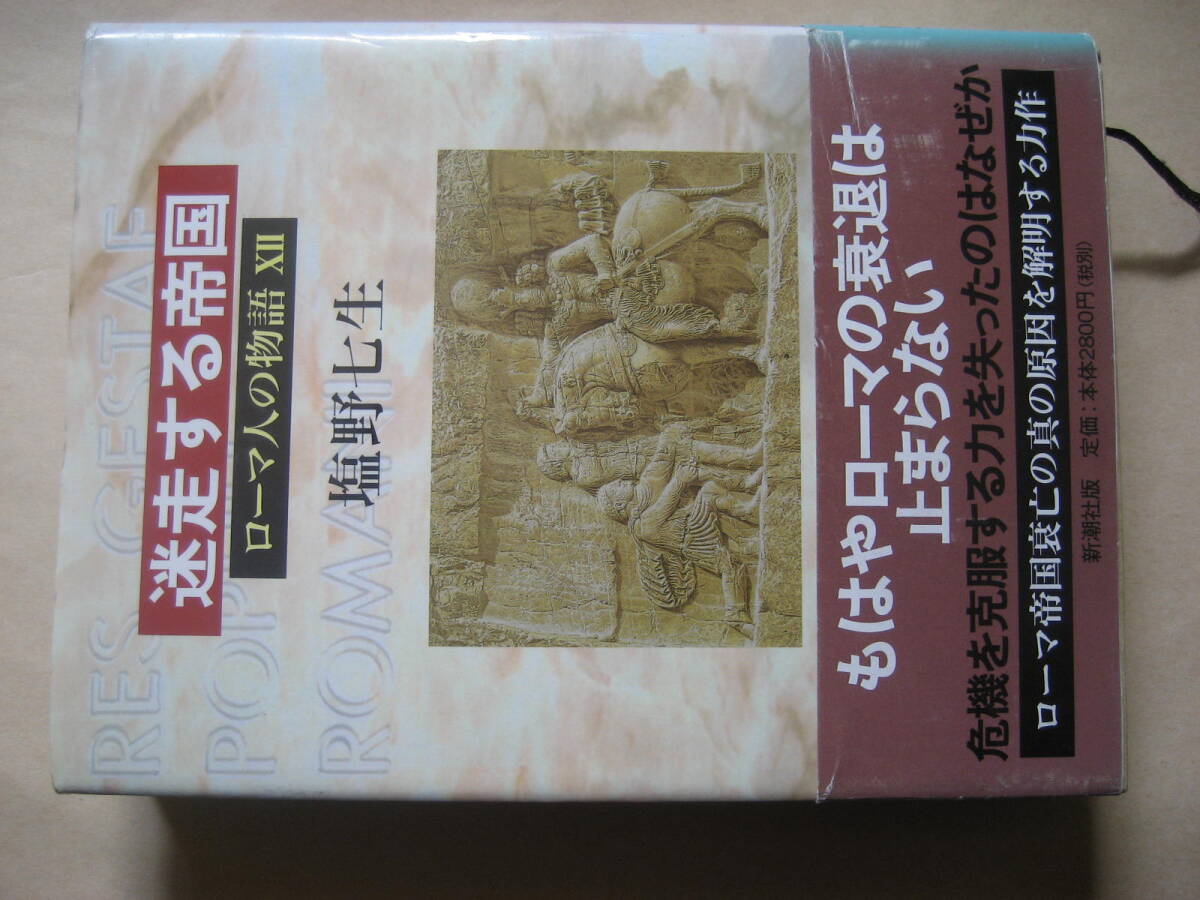 RES GESTAE
POP
ROMANI
迷走する帝国
ローマ人の物語 XII
塩野七生
もはやローマの衰退は
止まらない
危機を克服する力を失ったのはなぜか
ローマ帝国衰亡の真の原因を解明する力作
新潮社版 定価:本体2800円(税別)